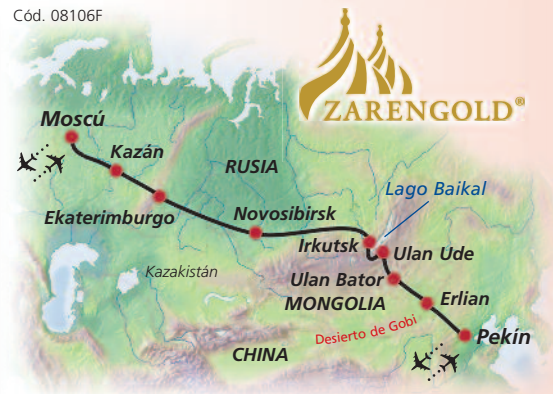 Cód. 08106F
ZARENGOLD®
Moscú
Kazán
RUSIA
Lago Baikal
Ekaterimburgo
Novosibirsk
Irkutsk
Ulan Ude
Kazakistán
Ulan Bator
MONGOLIA
Erlian
Desierto de Gobi
Pekín
CHINA